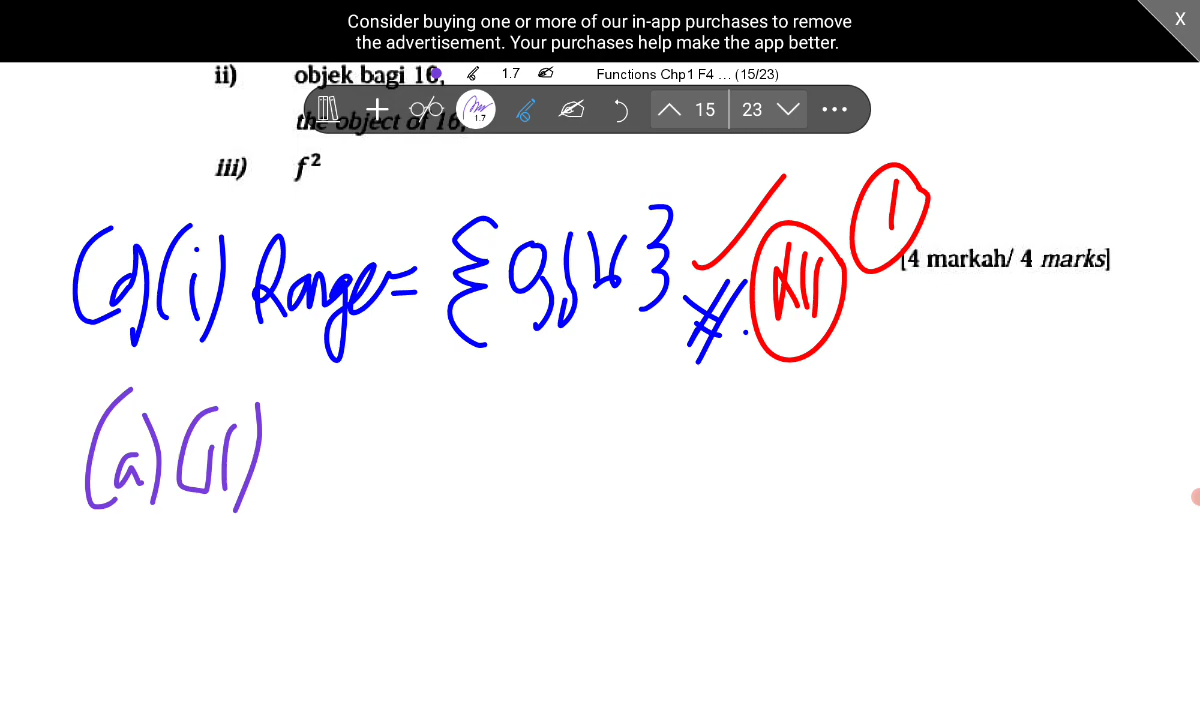 Consider buying one or more of our in-app purchases to remove
the advertisement. Your purchases help make the app better.
X
ii) objek bagi 16,
1.7 Functions Chp1 F4 ... (15/23)
the object of 16,
1.7 15 23
iii) f²
1
[4 markah/ 4 marks]
(a)(i) Range = {9, 16}
(a)(ii)